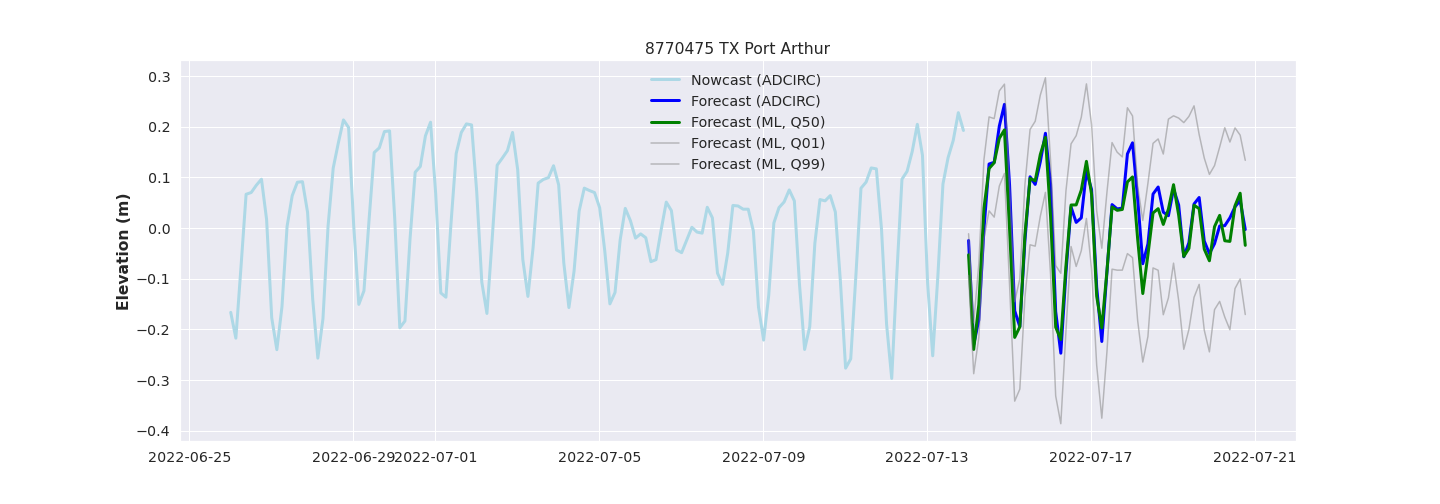 8770475 TX Port Arthur
Nowcast (ADCIRC)
Forecast (ADCIRC)
Forecast (ML, Q50)
Forecast (ML, Q01)
Forecast (ML, Q99)
Elevation (m)
0.3
0.2
0.1
0.0
−0.1
−0.2
−0.3
−0.4
2022-06-25 2022-06-29 2022-07-01 2022-07-05 2022-07-09 2022-07-13 2022-07-17 2022-07-21